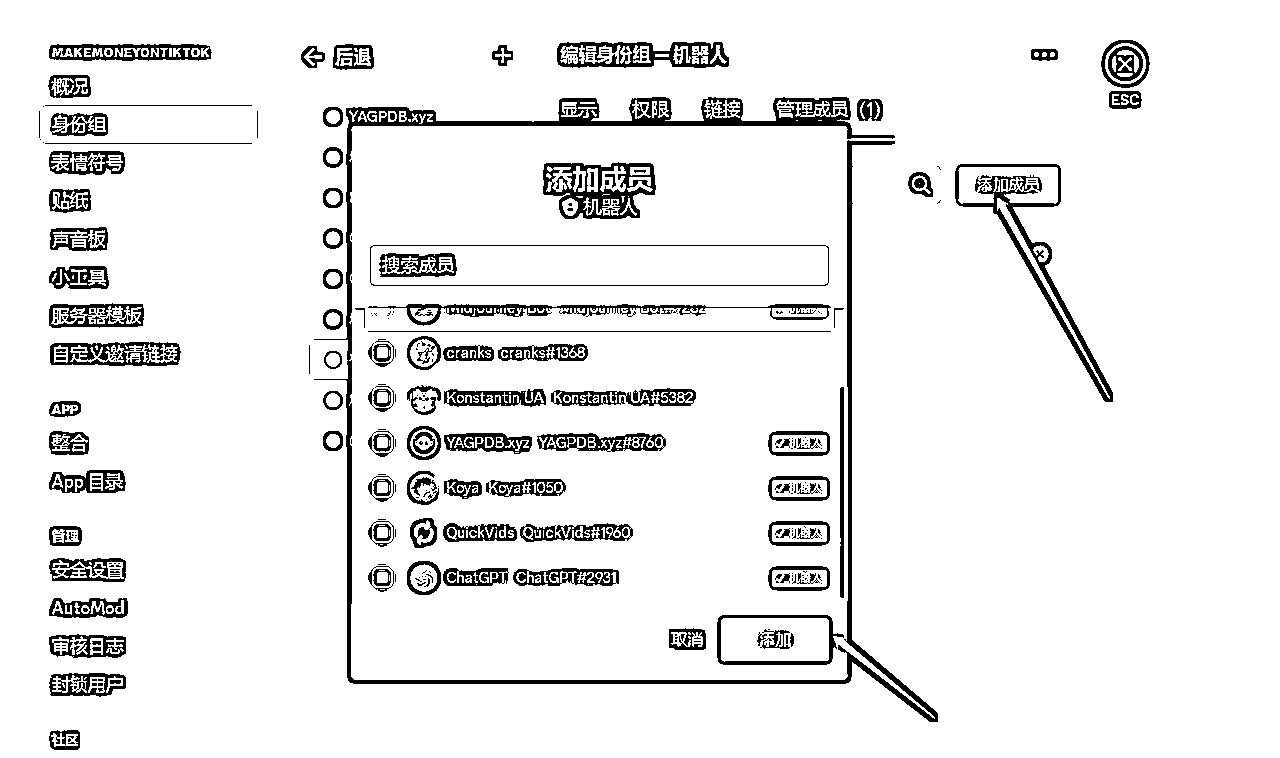 MAKEMONEYONTIKTOK
概况
身份组
表情符号
贴纸
声音板
小工具
服务器模板
自定义邀请链接
APP
整合
App 目录
管理
安全设置
AutoMod
审核日志
封锁用户
社区
后退
编辑身份组 — 机器人
ESC
YAGPDB.xyz
显示 权限 链接 管理成员 (1)
添加成员
添加成员
机器人
搜索成员
cranks cranks#1368
Konstantin UA Konstantin UA#5382
YAGPDB.xyz YAGPDB.xyz#8760 ✓机器人
Koya Koya#1050 ✓机器人
QuickVids QuickVids#1960 ✓机器人
ChatGPT ChatGPT#2931 ✓机器人
取消 添加